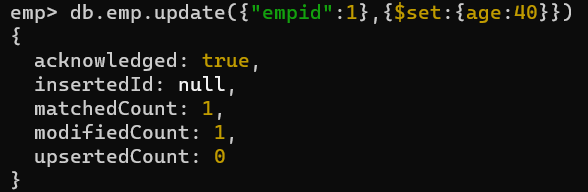 emp> db.emp.update({"empid":1},{$set:{age:40}})
{
  acknowledged: true,
  insertedId: null,
  matchedCount: 1,
  modifiedCount: 1,
  upsertedCount: 0
}